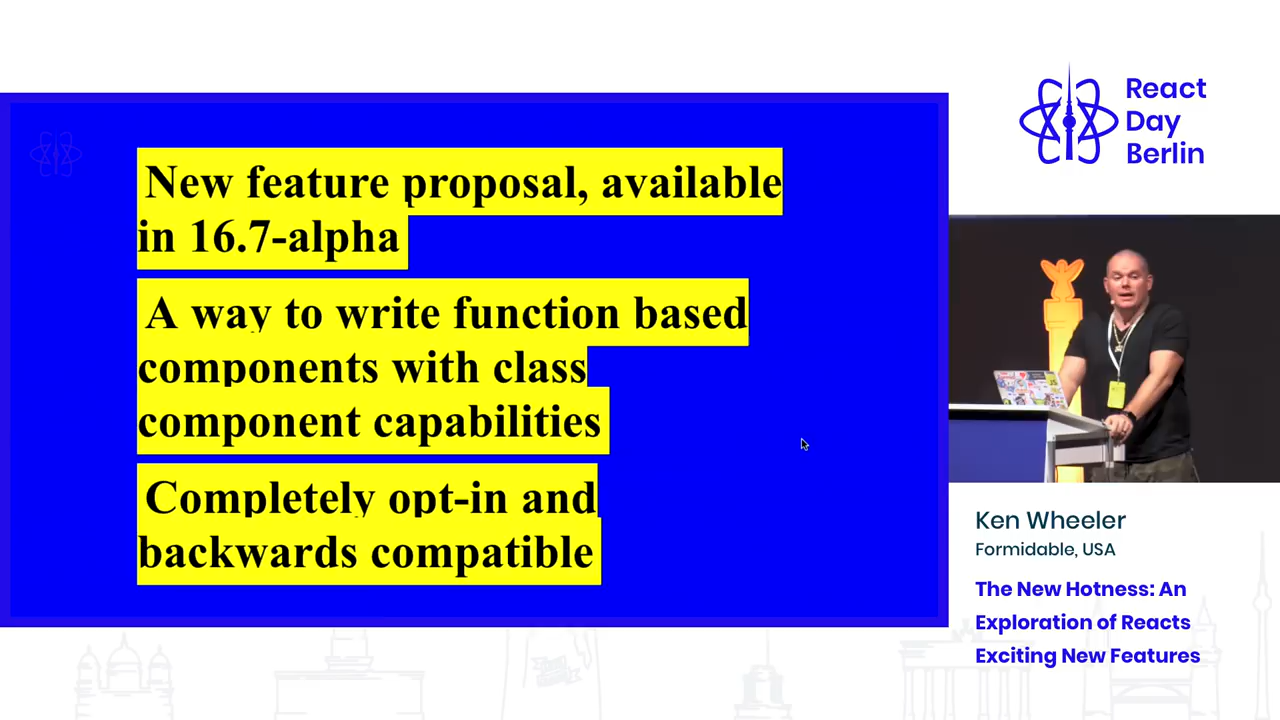 New feature proposal, available
in 16.7-alpha
A way to write function based
components with class
component capabilities
Completely opt-in and
backwards compatible
React
Day
Berlin
Ken Wheeler
Formidable, USA
The New Hotness: An
Exploration of Reacts
Exciting New Features